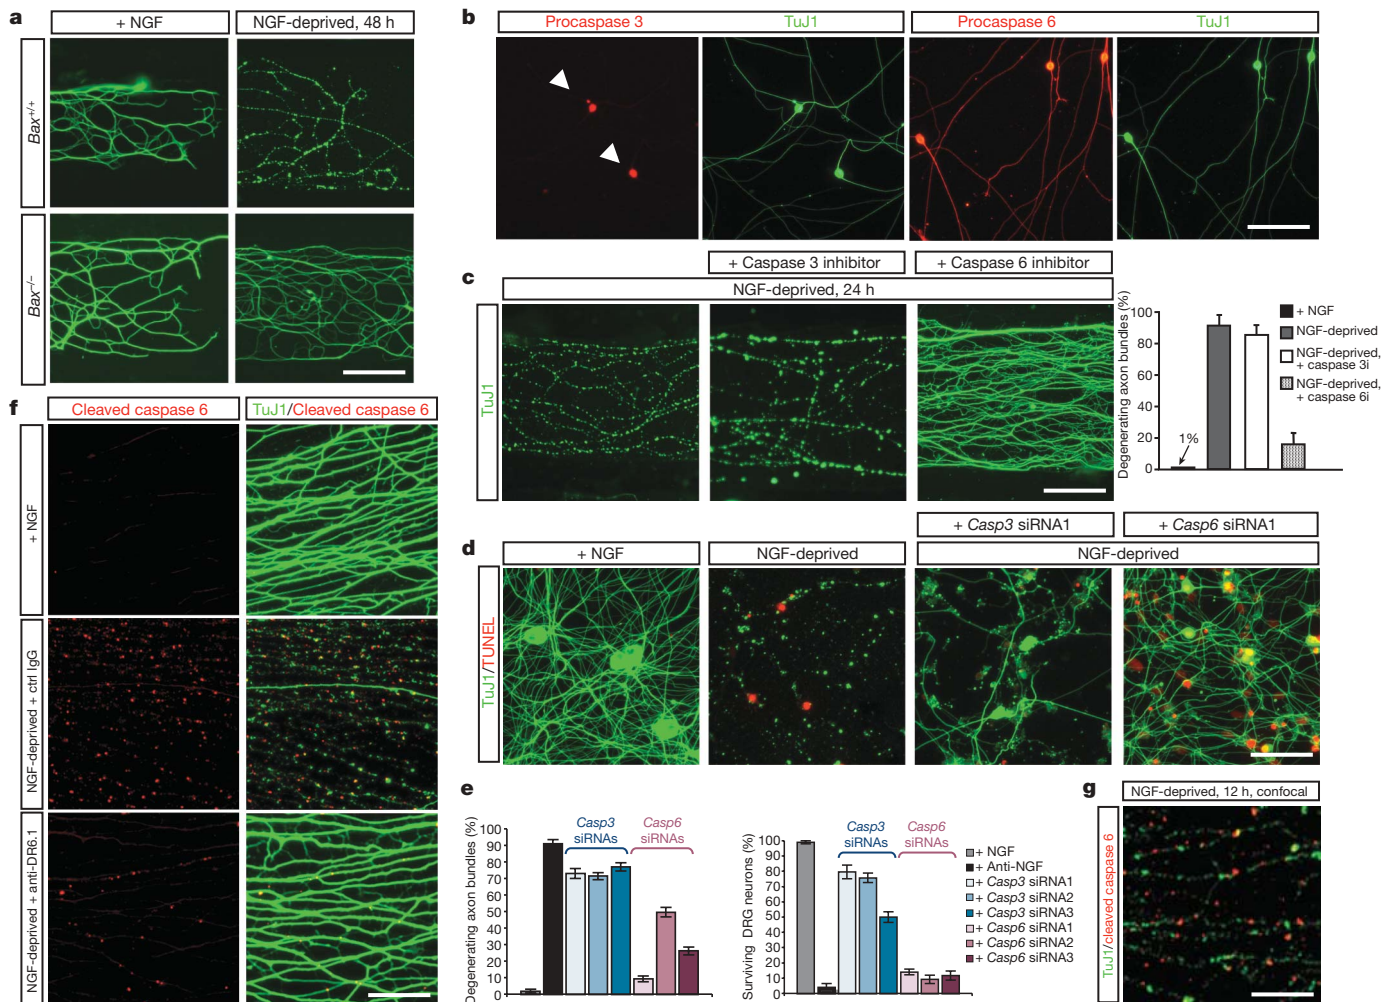 a
+ NGF
NGF-deprived, 48 h
Bax+/+
Bax–/–
b
Procaspase 3
TuJ1
Procaspase 6
TuJ1
c
+ Caspase 3 inhibitor
+ Caspase 6 inhibitor
NGF-deprived, 24 h
TuJ1
Degenerating axon bundles (%)
100
80
60
40
20
0
1%
+ NGF
NGF-deprived
NGF-deprived,
+ caspase 3i
NGF-deprived,
+ caspase 6i
d
+ Casp3 siRNA1
+ Casp6 siRNA1
+ NGF
NGF-deprived
NGF-deprived
TuJ1/TUNEL
e
Degenerating axon bundles (%)
100
90
80
70
60
50
40
30
20
10
0
Casp3
siRNAs
Casp6
siRNAs
Surviving DRG neurons (%)
100
90
80
70
60
50
40
30
20
10
0
Casp3
siRNAs
Casp6
siRNAs
+ NGF
+ Anti-NGF
+ Casp3 siRNA1
+ Casp3 siRNA2
+ Casp3 siRNA3
+ Casp6 siRNA1
+ Casp6 siRNA2
+ Casp6 siRNA3
f
Cleaved caspase 6
TuJ1/Cleaved caspase 6
+ NGF
NGF-deprived + ctrl IgG
NGF-deprived + anti-DR6.1
g
NGF-deprived, 12 h, confocal
TuJ1/cleaved caspase 6